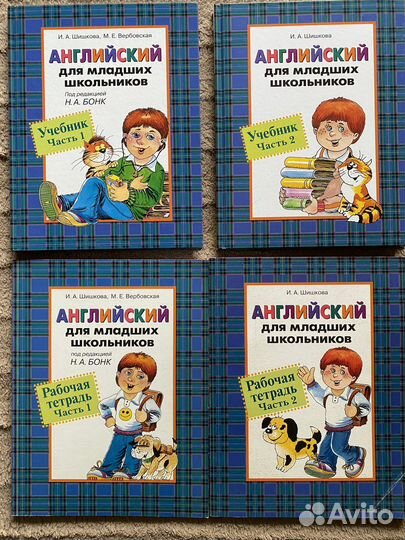 И. А. Шишкова, М. Е. Вербовская
АНГЛИЙСКИЙ
для младших
школьников
Под редакцией
Н. А. БОНК
Учебник
Часть 1
И. А. Шишкова
АНГЛИЙСКИЙ
для младших
школьников
Учебник
Часть 2
И. А. Шишкова, М. Е. Вербовская
АНГЛИЙСКИЙ
для младших
школьников
под редакцией
Н. А. БОНК
Рабочая
тетрадь
Часть 1
И. А. Шишкова
АНГЛИЙСКИЙ
для младших
школьников
Рабочая
тетрадь
Часть 2
Avito